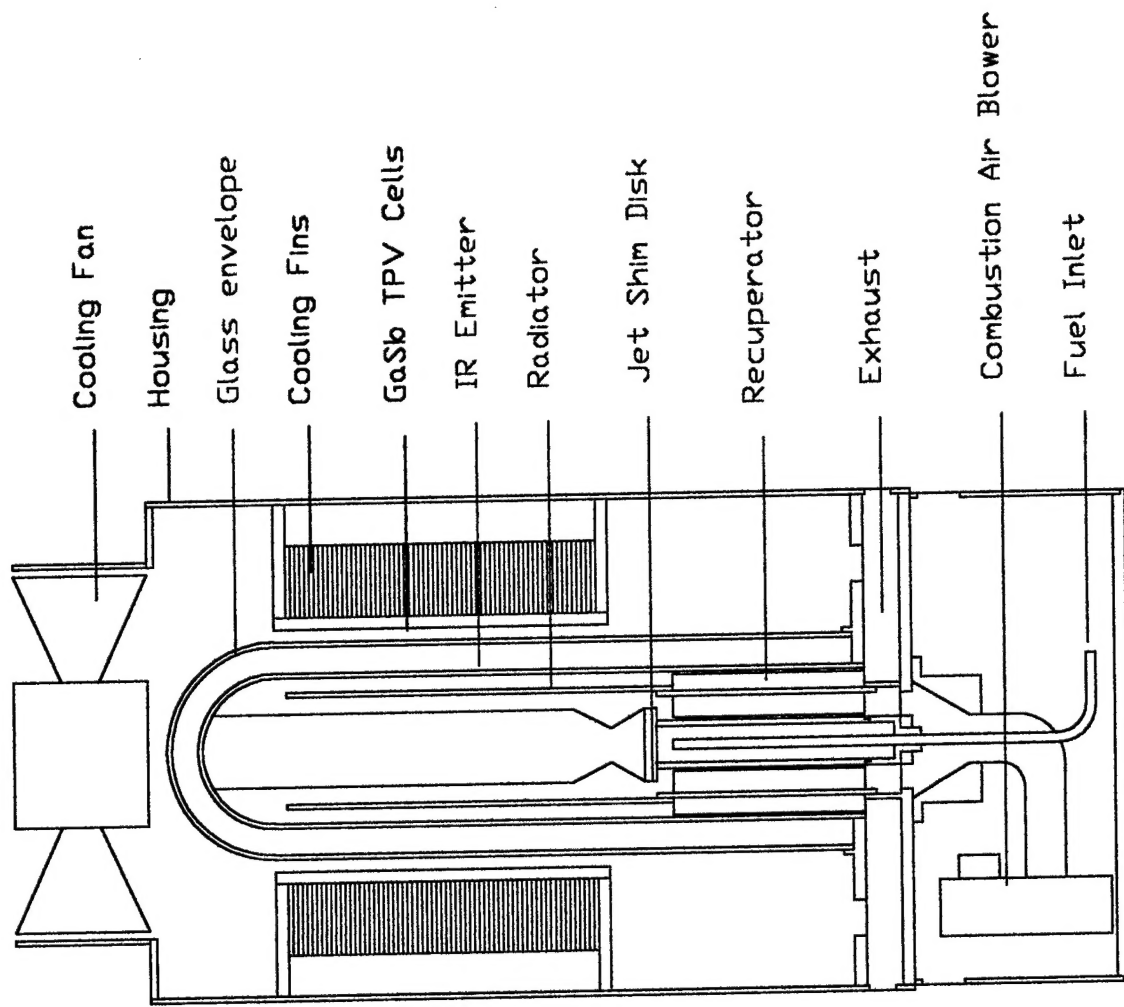 Cooling Fan
Housing
Glass envelope
Cooling Fins
GaSb TPV Cells
IR Emitter
Radiator
Jet Shim Disk
Recuperator
Exhaust
Combustion Air Blower
Fuel Inlet